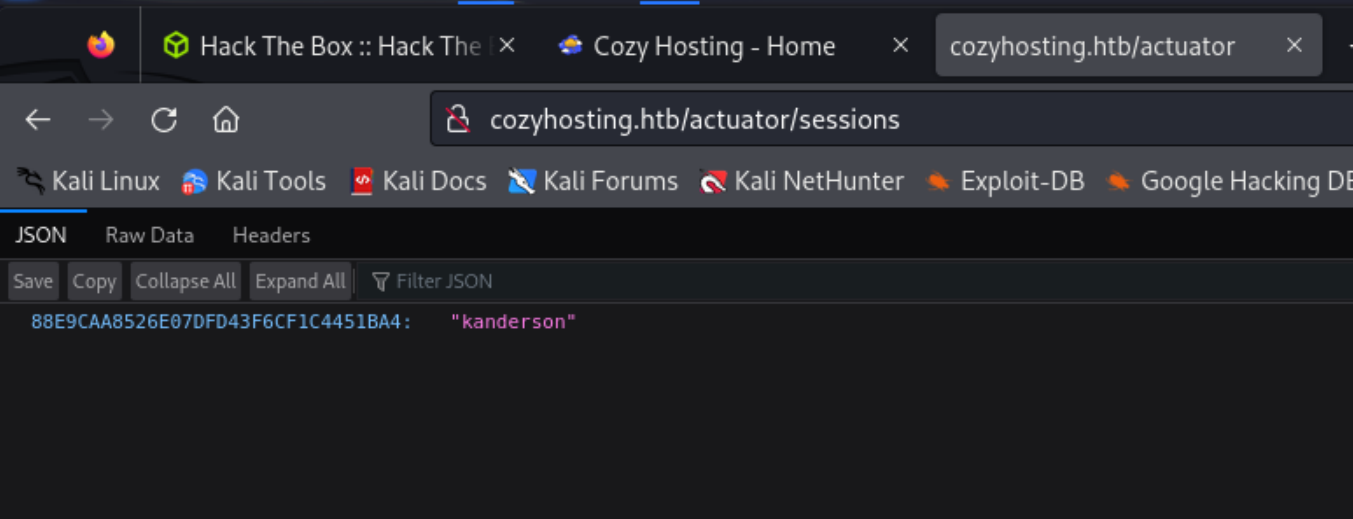 Hack The Box :: Hack The
Cozy Hosting - Home
cozyhosting.htb/actuator
cozyhosting.htb/actuator/sessions
Kali Linux Kali Tools Kali Docs Kali Forums Kali NetHunter Exploit-DB Google Hacking DB
JSON Raw Data Headers
Save Copy Collapse All Expand All Filter JSON
88E9CAA8526E07DFD43F6CF1C4451BA4: "kanderson"